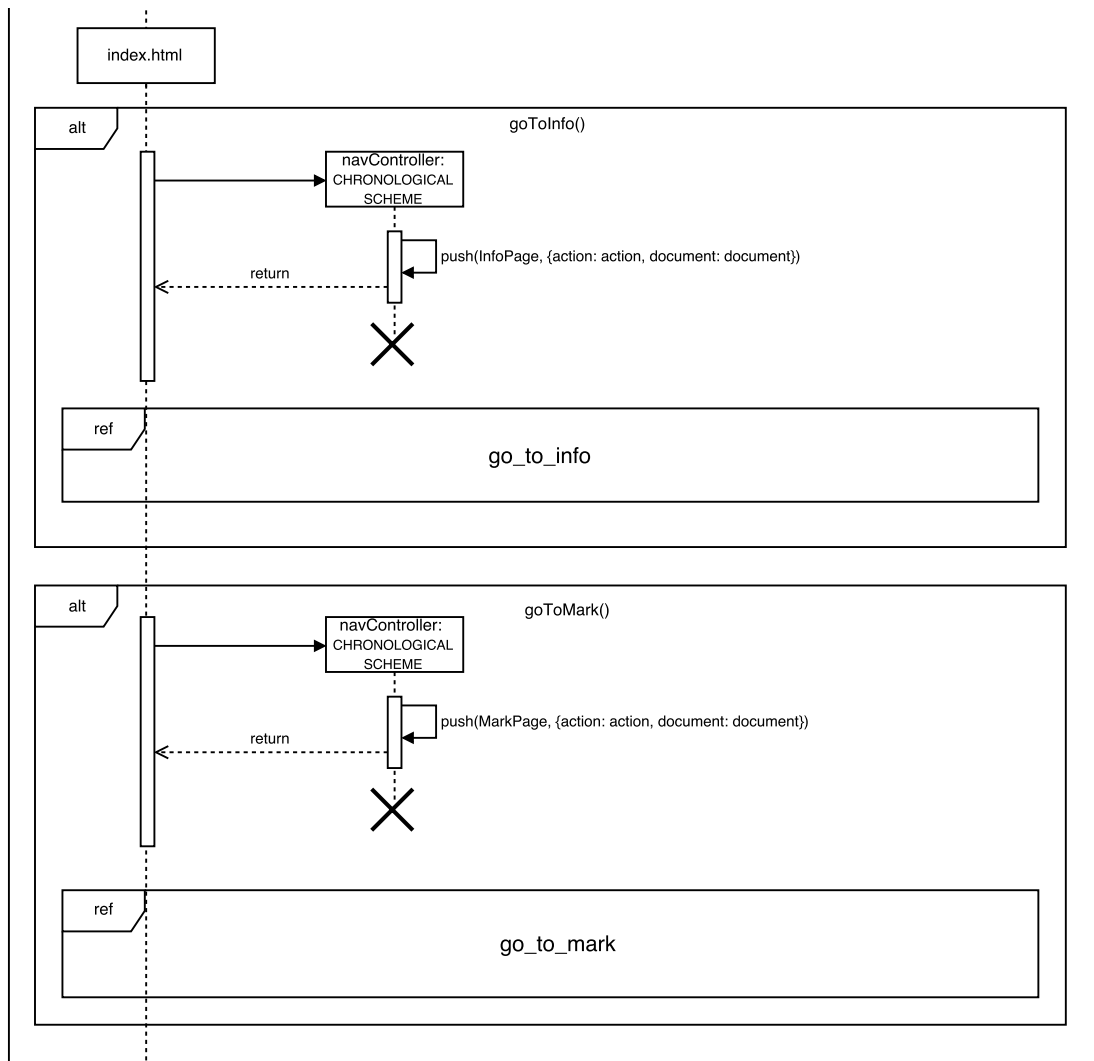 index.html
alt
goToInfo()
navController:
CHRONOLOGICAL
SCHEME
push(InfoPage, {action: action, document: document})
return
ref
go_to_info
alt
goToMark()
navController:
CHRONOLOGICAL
SCHEME
push(MarkPage, {action: action, document: document})
return
ref
go_to_mark